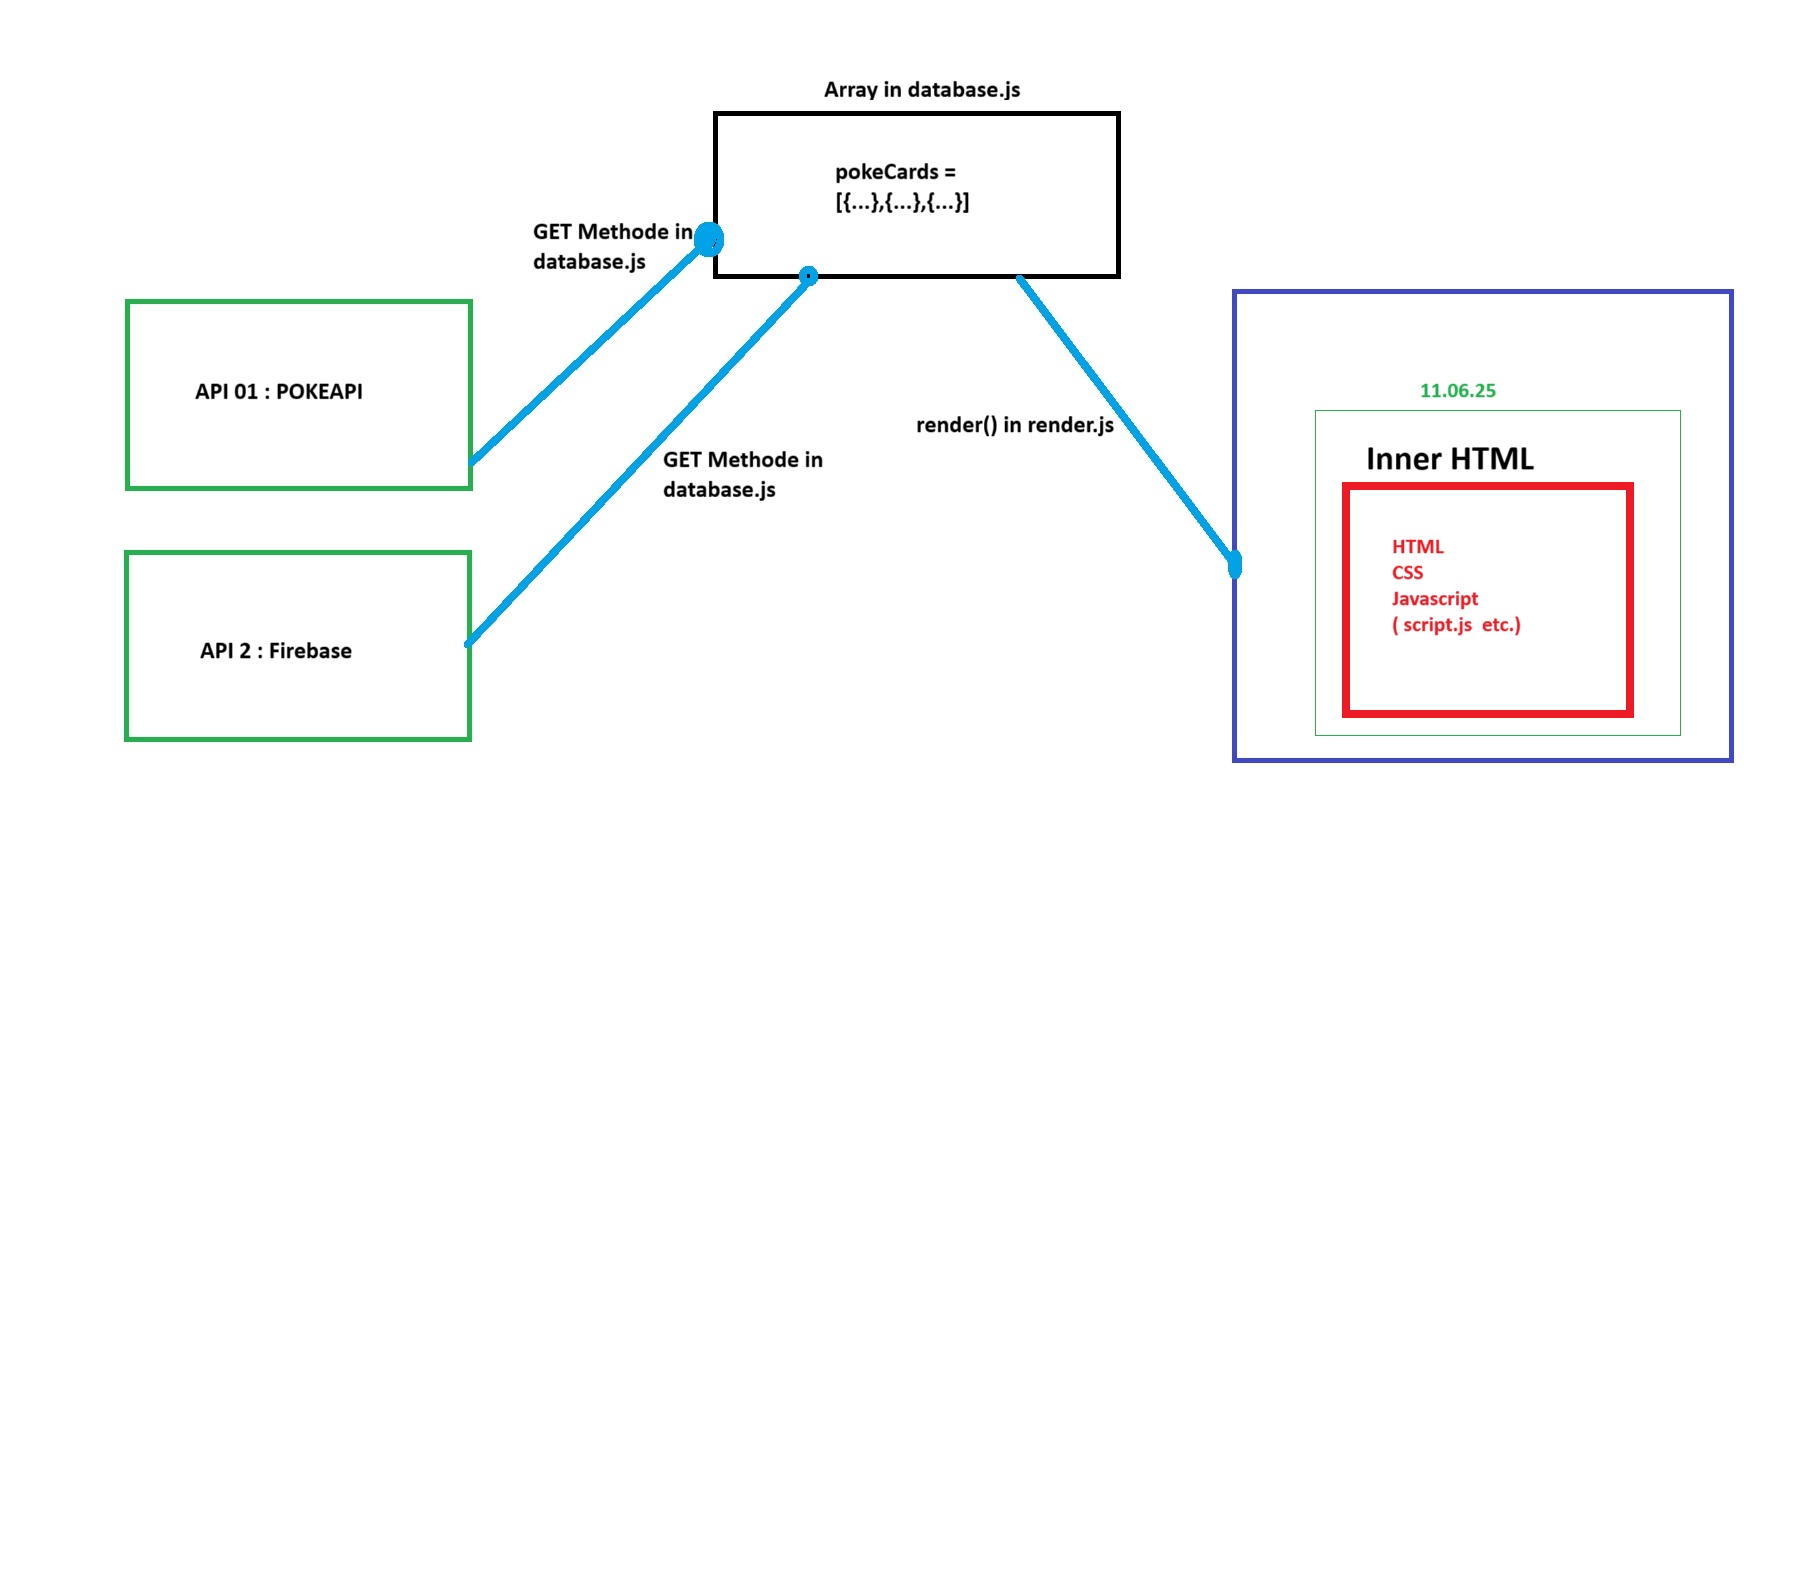 Array in database.js
pokeCards =
[{...},{...},{...}]
GET Methode in
database.js
API 01 : POKEAPI
GET Methode in
database.js
API 2 : Firebase
render() in render.js
11.06.25
Inner HTML
HTML
CSS
Javascript
( script.js  etc.)